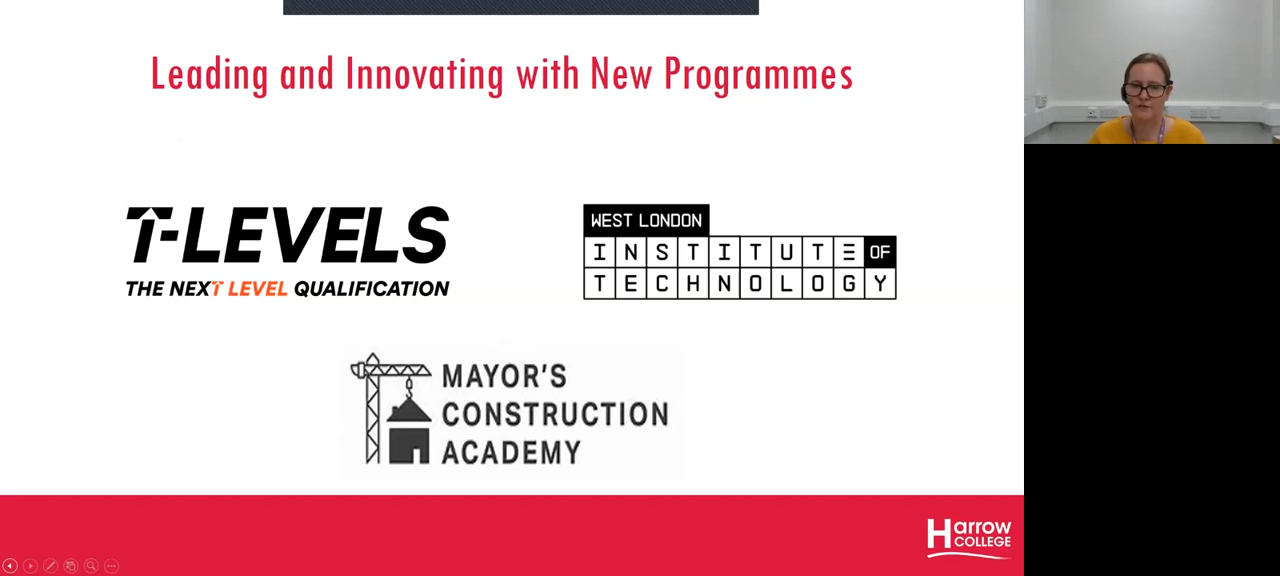 Leading and Innovating with New Programmes
T-LEVELS
THE NEXT LEVEL QUALIFICATION
WEST LONDON
INSTITUTE OF
TECHNOLOGY
MAYOR'S
CONSTRUCTION
ACADEMY
Harrow
COLLEGE